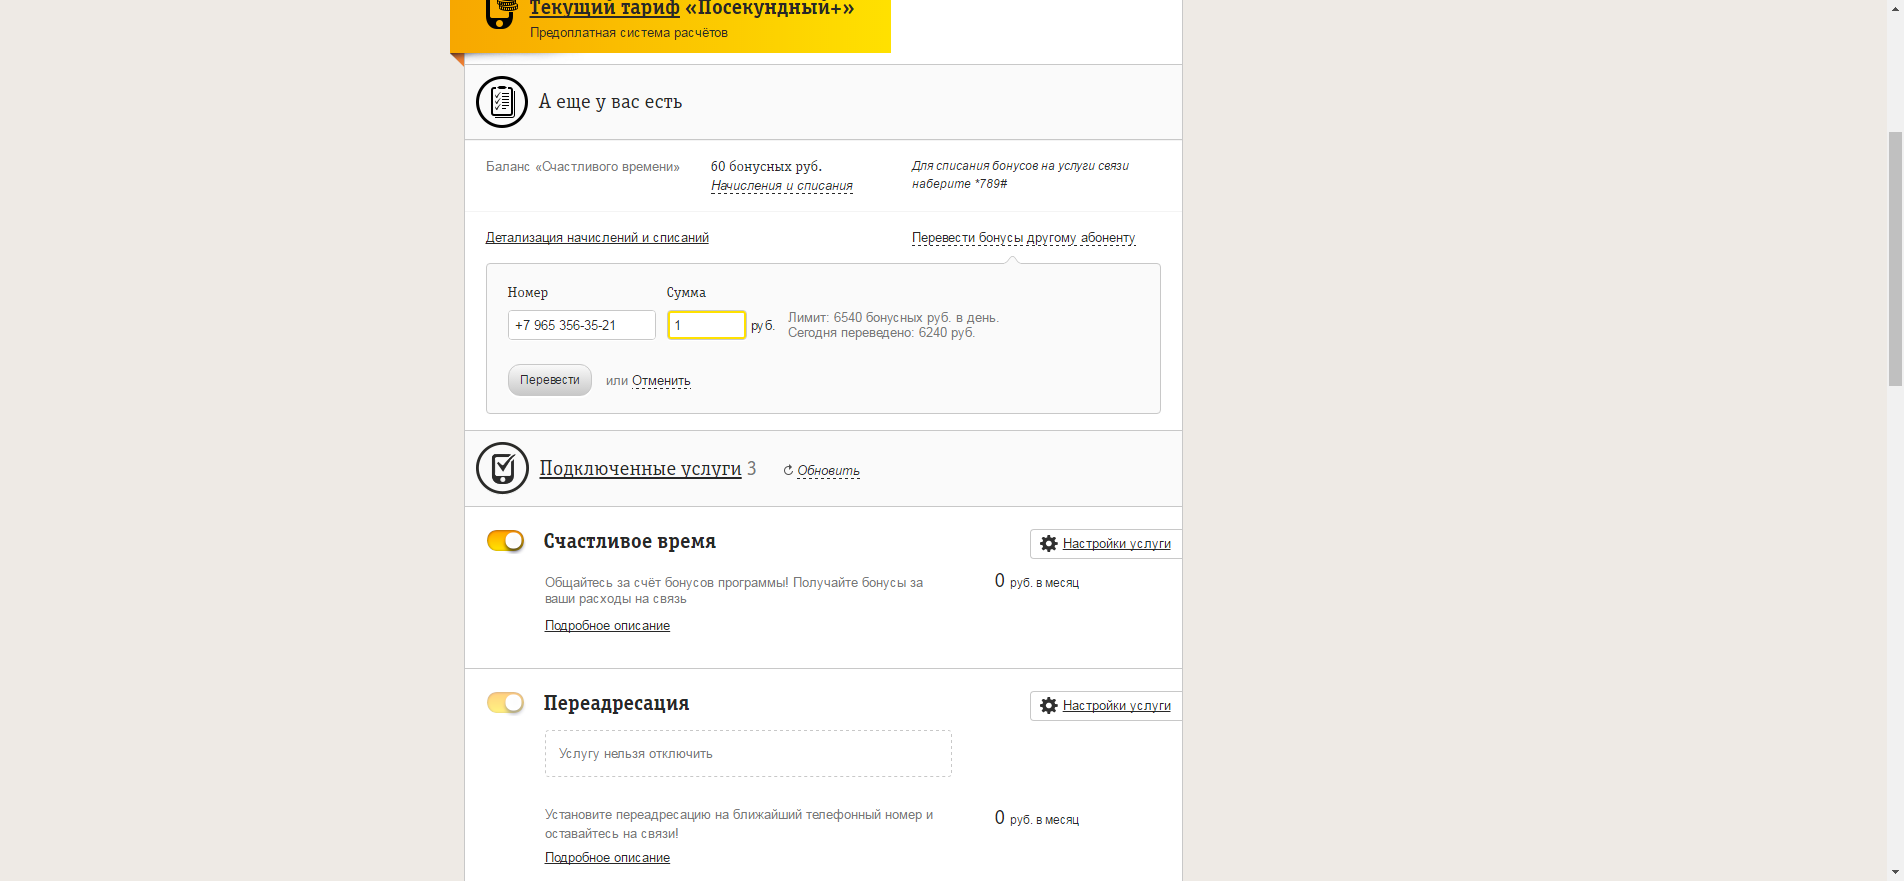 Текущий тариф «Посекундный+»
Предоплатная система расчётов
А еще у вас есть
Баланс «Счастливого времени»
60 бонусных руб.
Начисления и списания
Для списания бонусов на услуги связи
наберите *789#
Детализация начислений и списаний
Перевести бонусы другому абоненту
Номер
Сумма
+7 965 356-35-21
1
руб.
Лимит: 6540 бонусных руб. в день.
Сегодня переведено: 6240 руб.
Перевести
или Отменить
Подключенные услуги 3
Обновить
Счастливое время
Настройки услуги
Общайтесь за счёт бонусов программы! Получайте бонусы за
ваши расходы на связь
0 руб. в месяц
Подробное описание
Переадресация
Настройки услуги
Услугу нельзя отключить
Установите переадресацию на ближайший телефонный номер и
оставайтесь на связи!
0 руб. в месяц
Подробное описание